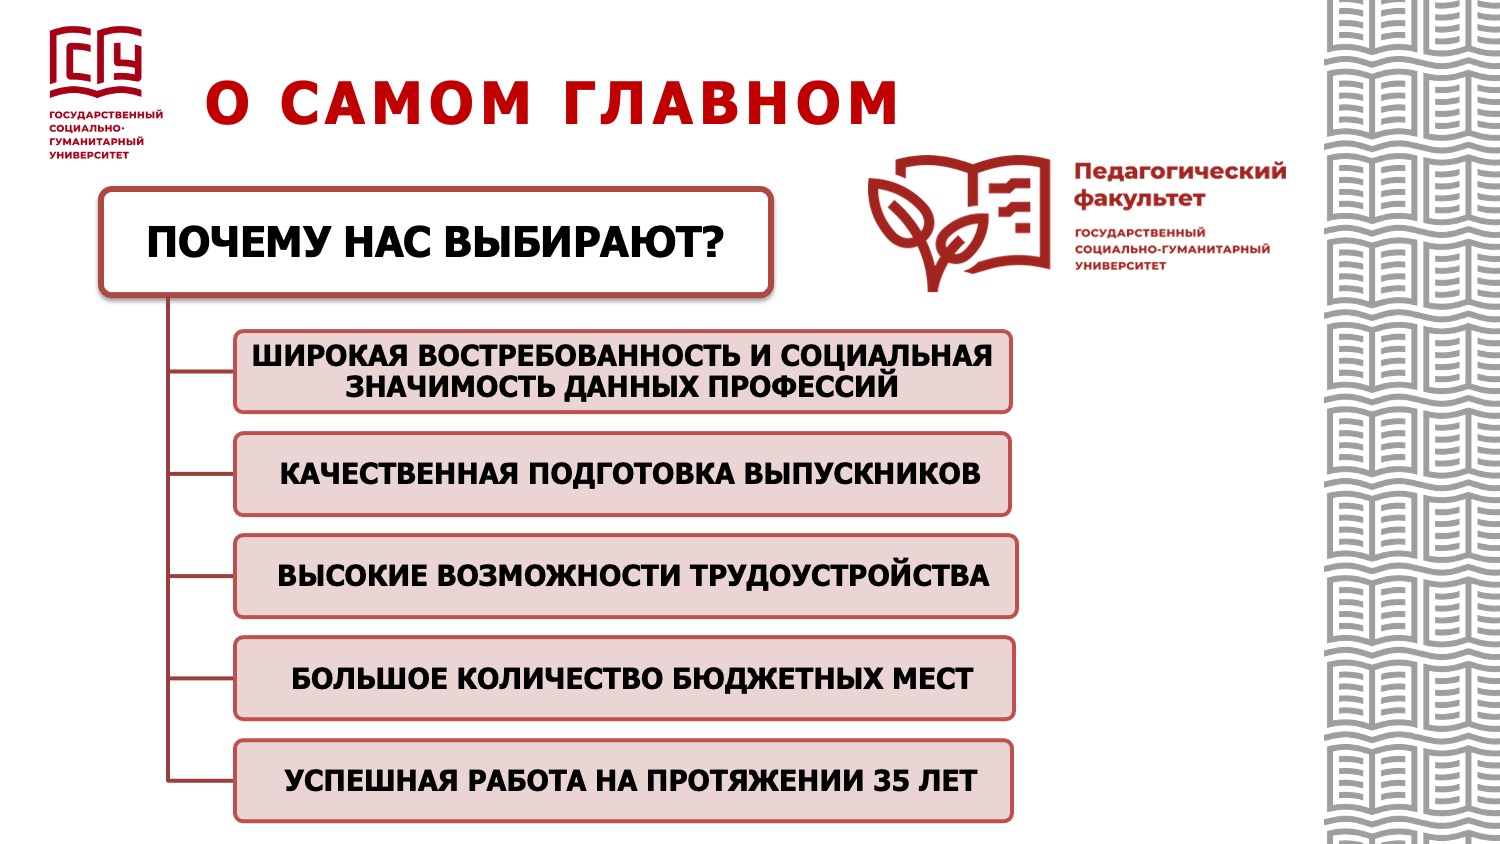 ГСГУ
ГОСУДАРСТВЕННЫЙ
СОЦИАЛЬНО-
ГУМАНИТАРНЫЙ
УНИВЕРСИТЕТ
О САМОМ ГЛАВНОМ
Педагогический
факультет
ГОСУДАРСТВЕННЫЙ
СОЦИАЛЬНО-ГУМАНИТАРНЫЙ
УНИВЕРСИТЕТ
ПОЧЕМУ НАС ВЫБИРАЮТ?
ШИРОКАЯ ВОСТРЕБОВАННОСТЬ И СОЦИАЛЬНАЯ
ЗНАЧИМОСТЬ ДАННЫХ ПРОФЕССИЙ
КАЧЕСТВЕННАЯ ПОДГОТОВКА ВЫПУСКНИКОВ
ВЫСОКИЕ ВОЗМОЖНОСТИ ТРУДОУСТРОЙСТВА
БОЛЬШОЕ КОЛИЧЕСТВО БЮДЖЕТНЫХ МЕСТ
УСПЕШНАЯ РАБОТА НА ПРОТЯЖЕНИИ 35 ЛЕТ